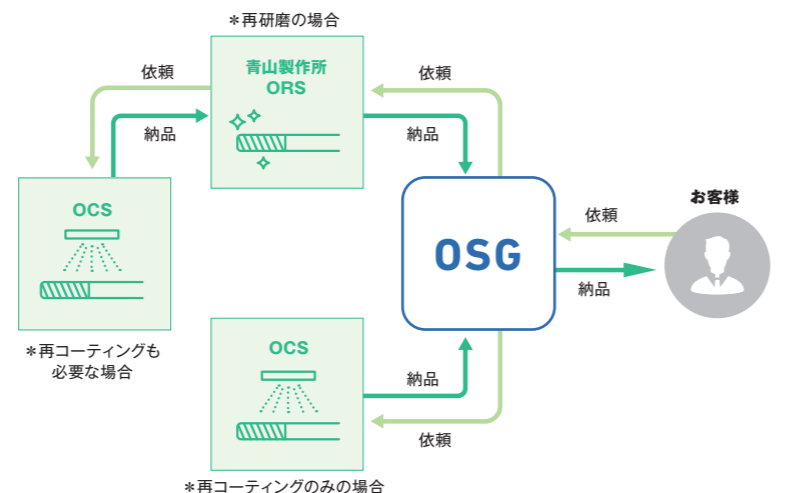 ＊再研磨の場合
青山製作所
ORS
依頼
納品
依頼
納品
OCS
＊再コーティングも
必要な場合
OSG
お客様
依頼
納品
OCS
納品
依頼
＊再コーティングのみの場合